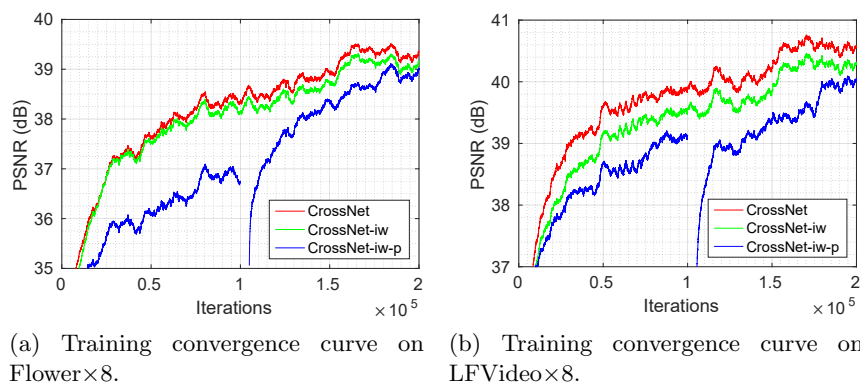 40
39
38
37
36
35
PSNR (dB)
CrossNet
CrossNet-iw
CrossNet-iw-p
0 0.5 1 1.5 2
Iterations
× 10^5
41
40
39
38
37
PSNR (dB)
CrossNet
CrossNet-iw
CrossNet-iw-p
0 0.5 1 1.5 2
Iterations
× 10^5
(a) Training convergence curve on
Flower×8.
(b) Training convergence curve on
LFVideo×8.